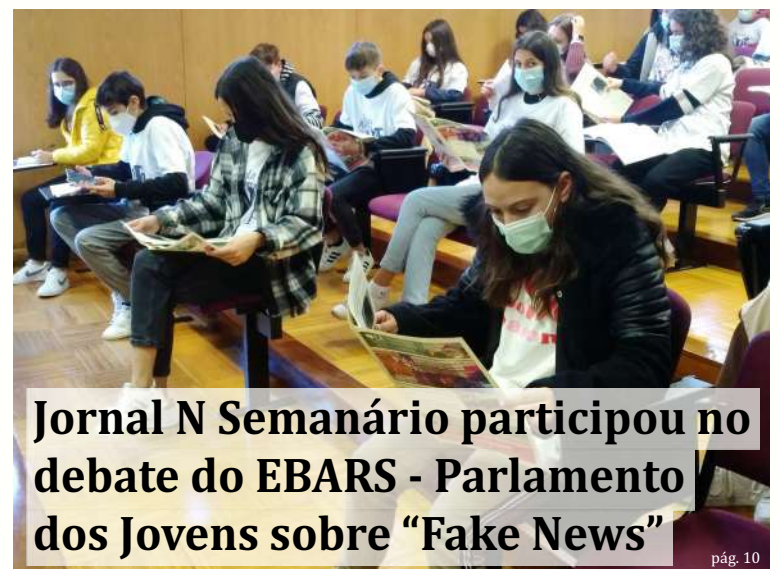 Jornal N Semanário participou no
debate do EBARS - Parlamento
dos Jovens sobre “Fake News”
pág. 10